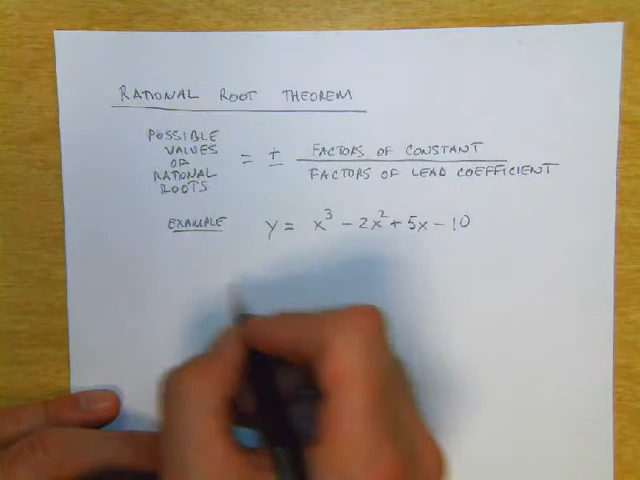 RATIONAL ROOT THEOREM
POSSIBLE
VALUES
OF
RATIONAL
ROOTS
= ±
FACTORS OF CONSTANT
FACTORS OF LEAD COEFFICIENT
EXAMPLE y = x³ - 2x² + 5x - 10